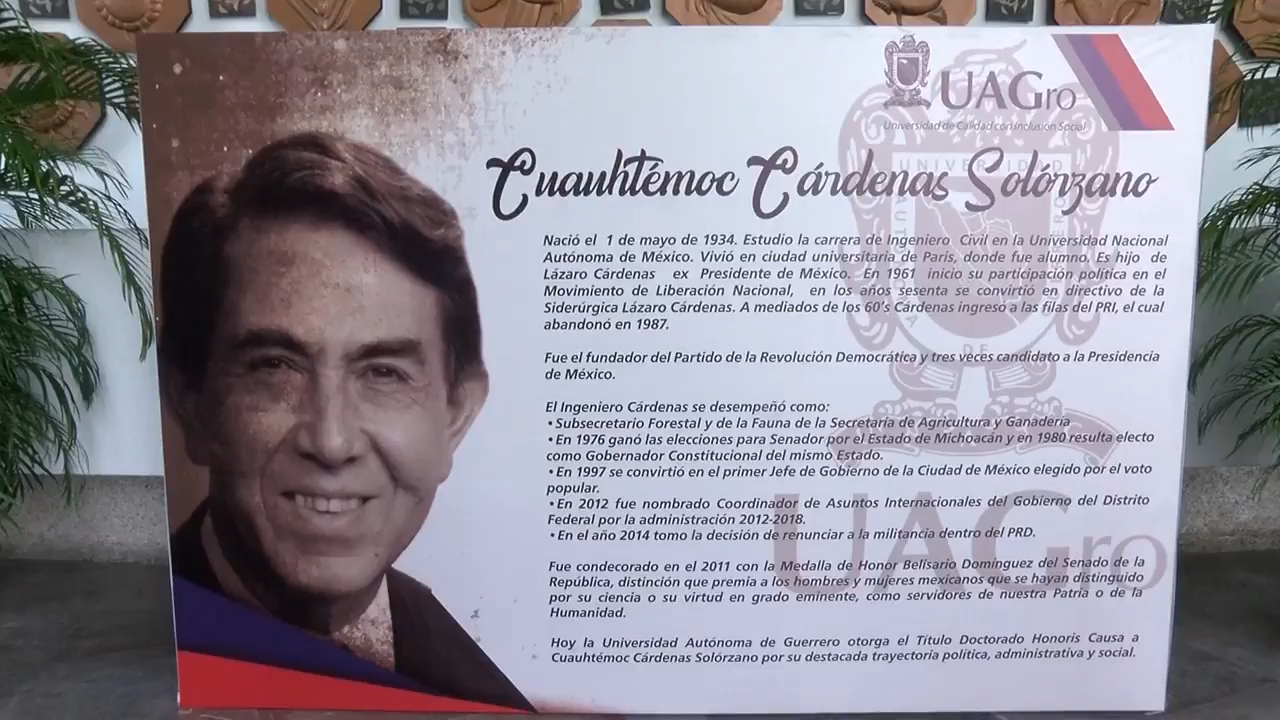 UAGro
Universidad de Calidad con Inclusión Social
Cuauhtémoc Cárdenas Solórzano
Nació el 1 de mayo de 1934. Estudio la carrera de Ingeniero Civil en la Universidad Nacional
Autónoma de México. Vivió en ciudad universitaria de Paris, donde fue alumno. Es hijo de
Lázaro Cárdenas ex Presidente de México. En 1961 inicio su participación política en el
Movimiento de Liberación Nacional, en los años sesenta se convirtió en directivo de la
Siderúrgica Lázaro Cárdenas. A mediados de los 60's Cárdenas ingresó a las filas del PRI, el cual
abandonó en 1987.
Fue el fundador del Partido de la Revolución Democrática y tres veces candidato a la Presidencia
de México.
El Ingeniero Cárdenas se desempeñó como:
•Subsecretario Forestal y de la Fauna de la Secretaría de Agricultura y Ganadería
•En 1976 ganó las elecciones para Senador por el Estado de Michoacán y en 1980 resulta electo
como Gobernador Constitucional del mismo Estado.
•En 1997 se convirtió en el primer Jefe de Gobierno de la Ciudad de México elegido por el voto
popular.
•En 2012 fue nombrado Coordinador de Asuntos Internacionales del Gobierno del Distrito
Federal por la administración 2012-2018.
•En el año 2014 tomo la decisión de renunciar a la militancia dentro del PRD.
Fue condecorado en el 2011 con la Medalla de Honor Belisario Domínguez del Senado de la
República, distinción que premia a los hombres y mujeres mexicanos que se hayan distinguido
por su ciencia o su virtud en grado eminente, como servidores de nuestra Patria o de la
Humanidad.
Hoy la Universidad Autónoma de Guerrero otorga el Título Doctorado Honoris Causa a
Cuauhtémoc Cárdenas Solórzano por su destacada trayectoria política, administrativa y social.
UNIVERSIDAD
AUTONOMA
DE
UAGro